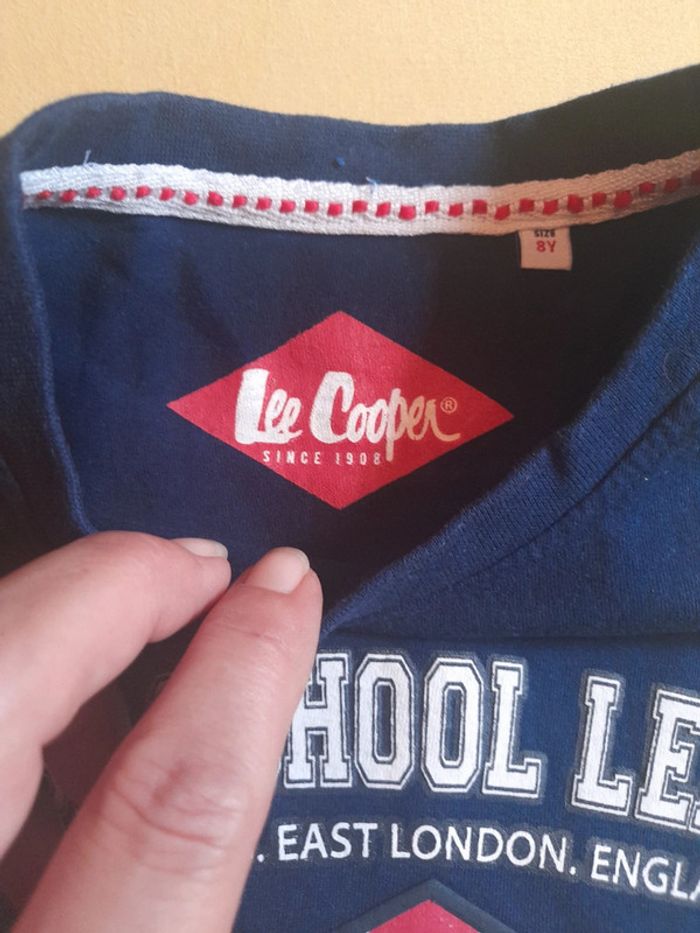 SIZE
8Y
Lee Cooper®
SINCE 1908
HOOL LE
. EAST LONDON. ENGLA